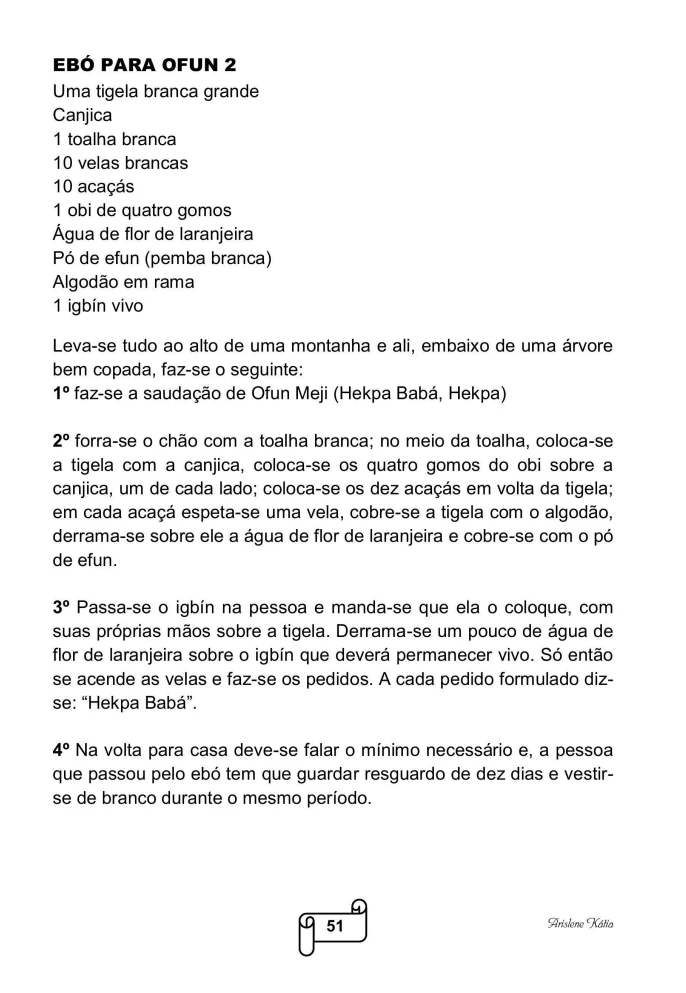 EBÓ PARA OFUN 2
Uma tigela branca grande
Canjica
1 toalha branca
10 velas brancas
10 acaçás
1 obi de quatro gomos
Água de flor de laranjeira
Pó de efun (pemba branca)
Algodão em rama
1 igbín vivo
Leva-se tudo ao alto de uma montanha e ali, embaixo de uma árvore
bem copada, faz-se o seguinte:
1º faz-se a saudação de Ofun Meji (Hekpa Babá, Hekpa)
2º forra-se o chão com a toalha branca; no meio da toalha, coloca-se
a tigela com a canjica, coloca-se os quatro gomos do obi sobre a
canjica, um de cada lado; coloca-se os dez acaçás em volta da tigela;
em cada acaçá espeta-se uma vela, cobre-se a tigela com o algodão,
derrama-se sobre ele a água de flor de laranjeira e cobre-se com o pó
de efun.
3º Passa-se o igbín na pessoa e manda-se que ela o coloque, com
suas próprias mãos sobre a tigela. Derrama-se um pouco de água de
flor de laranjeira sobre o igbín que deverá permanecer vivo. Só então
se acende as velas e faz-se os pedidos. A cada pedido formulado diz-
se: “Hekpa Babá”.
4º Na volta para casa deve-se falar o mínimo necessário e, a pessoa
que passou pelo ebó tem que guardar resguardo de dez dias e vestir-
se de branco durante o mesmo período.
51
Arislene Kátia